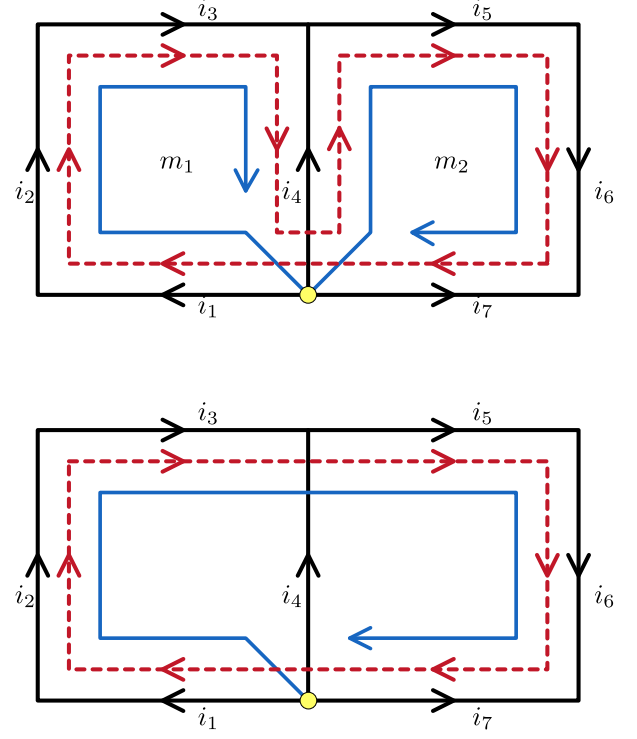 i₃ i₅
m₁ m₂
i₂ i₄ i₆
i₁ i₇
i₃ i₅
i₂ i₄ i₆
i₁ i₇